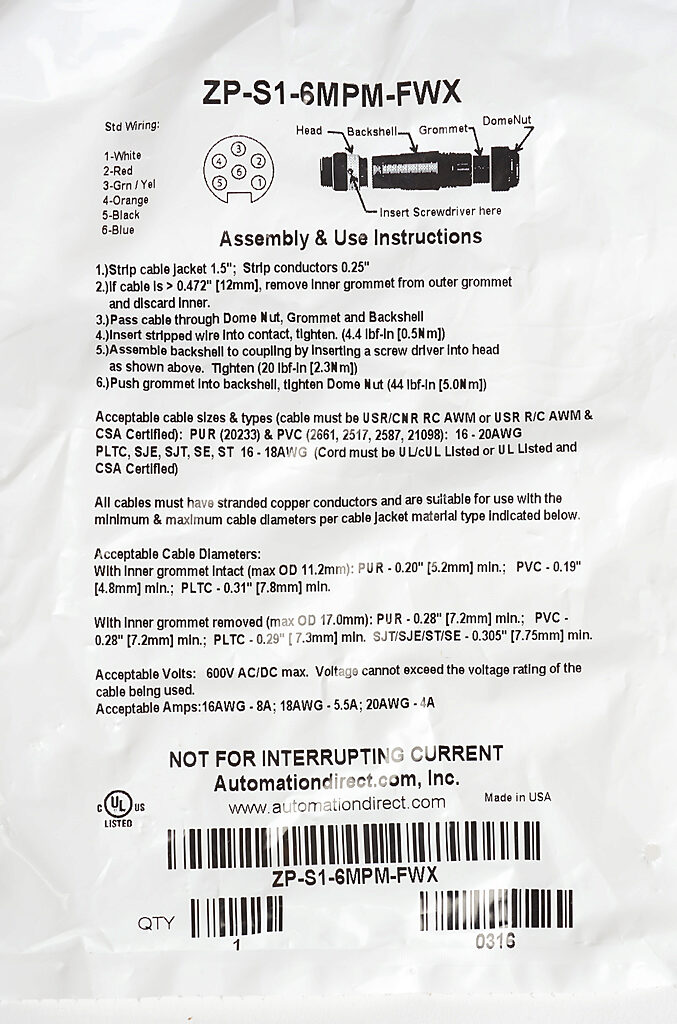 ZP-S1-6MPM-FWX
Std Wiring:
1-White
2-Red
3-Grn / Yel
4-Orange
5-Black
6-Blue
3
4
2
6
5
1
Head
Backshell
Grommet
DomeNut
Insert Screwdriver here
Assembly & Use Instructions
1.)Strip cable jacket 1.5"; Strip conductors 0.25"
2.)If cable is > 0.472" [12mm], remove inner grommet from outer grommet
and discard inner.
3.)Pass cable through Dome Nut, Grommet and Backshell
4.)Insert stripped wire into contact, tighten. (4.4 lbf-in [0.5Nm])
5.)Assemble backshell to coupling by inserting a screw driver into head
as shown above. Tighten (20 lbf-in [2.3Nm])
6.)Push grommet into backshell, tighten Dome Nut (44 lbf-in [5.0Nm])
Acceptable cable sizes & types (cable must be USR/CNR RC AWM or USR R/C AWM &
CSA Certified): PUR (20233) & PVC (2661, 2517, 2587, 21098): 16 - 20AWG
PLTC, SJE, SJT, SE, ST 16 - 18AWG (Cord must be UL/cUL Listed or UL Listed and
CSA Certified)
All cables must have stranded copper conductors and are suitable for use with the
minimum & maximum cable diameters per cable jacket material type indicated below.
Acceptable Cable Diameters:
With inner grommet intact (max OD 11.2mm): PUR - 0.20" [5.2mm] min.; PVC - 0.19"
[4.8mm] min.; PLTC - 0.31" [7.8mm] min.
With inner grommet removed (max OD 17.0mm): PUR - 0.28" [7.2mm] min.; PVC -
0.28" [7.2mm] min.; PLTC - 0.29" [ 7.3mm] min. SJT/SJE/ST/SE - 0.305" [7.75mm] min.
Acceptable Volts: 600V AC/DC max. Voltage cannot exceed the voltage rating of the
cable being used.
Acceptable Amps:16AWG - 8A; 18AWG - 5.5A; 20AWG - 4A
NOT FOR INTERRUPTING CURRENT
Automationdirect.com, Inc.
www.automationdirect.com
Made in USA
C UL US
LISTED
ZP-S1-6MPM-FWX
QTY
1
0316